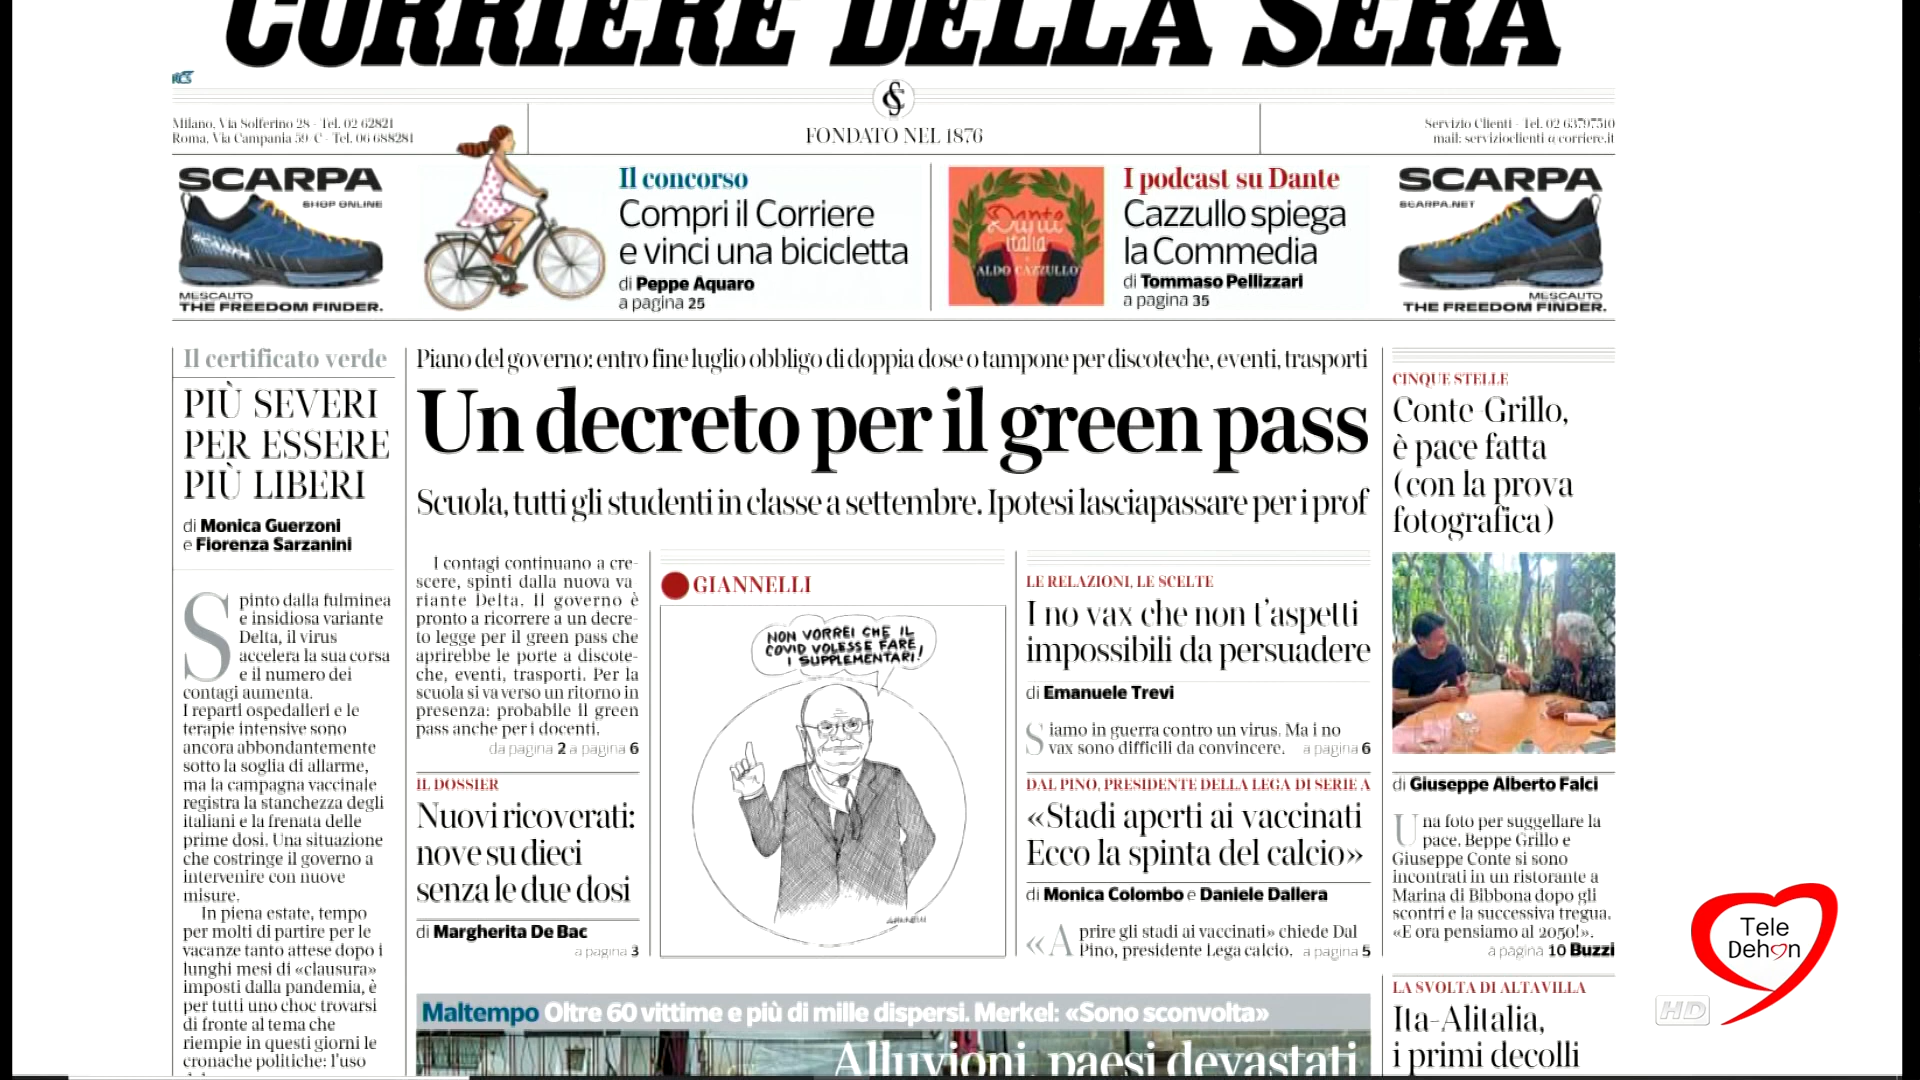 CORRIERE DELLA SERA
RCS
Milano, Via Solferino 28 - Tel. 02 62821
Roma, Via Campania 59/C - Tel. 06 688281
FONDATO NEL 1876
Servizio Clienti - Tel. 02 63797510
mail: servizioclienti@corriere.it
SCARPA
SHOP ONLINE
SCARPA
MESCALITO
THE FREEDOM FINDER.
Il concorso
Compri il Corriere
e vinci una bicicletta
di Peppe Aquaro
a pagina 25
Dante
Italia
ALDO CAZZULLO
I podcast su Dante
Cazzullo spiega
la Commedia
di Tommaso Pellizzari
a pagina 35
SCARPA
SCARPA.NET
MESCALITO
THE FREEDOM FINDER.
Il certificato verde
PIÙ SEVERI
PER ESSERE
PIÙ LIBERI
di Monica Guerzoni
e Fiorenza Sarzanini
Spinto dalla fulminea
e insidiosa variante
Delta, il virus
accelera la sua corsa
e il numero dei
contagi aumenta.
I reparti ospedalieri e le
terapie intensive sono
ancora abbondantemente
sotto la soglia di allarme,
ma la campagna vaccinale
registra la stanchezza degli
italiani e la frenata delle
prime dosi. Una situazione
che costringe il governo a
intervenire con nuove
misure.
In piena estate, tempo
per molti di partire per le
vacanze tanto attese dopo i
lunghi mesi di «clausura»
imposti dalla pandemia, è
per tutti uno choc trovarsi
di fronte al tema che
riempie in questi giorni le
cronache politiche: l'uso
Piano del governo: entro fine luglio obbligo di doppia dose o tampone per discoteche, eventi, trasporti
Un decreto per il green pass
Scuola, tutti gli studenti in classe a settembre. Ipotesi lasciapassare per i prof
I contagi continuano a cre-
scere, spinti dalla nuova va-
riante Delta. Il governo è
pronto a ricorrere a un decre-
to legge per il green pass che
aprirebbe le porte a discote-
che, eventi, trasporti. Per la
scuola si va verso un ritorno in
presenza: probabile il green
pass anche per i docenti.
da pagina 2 a pagina 6
IL DOSSIER
Nuovi ricoverati:
nove su dieci
senza le due dosi
di Margherita De Bac
a pagina 3
GIANNELLI
NON VORREI CHE IL
COVID VOLESSE FARE
I SUPPLEMENTARI!
GIANNELLI
LE RELAZIONI, LE SCELTE
I no vax che non t'aspetti
impossibili da persuadere
di Emanuele Trevi
Siamo in guerra contro un virus. Ma i no
vax sono difficili da convincere. a pagina 6
DAL PINO, PRESIDENTE DELLA LEGA DI SERIE A
«Stadi aperti ai vaccinati
Ecco la spinta del calcio»
di Monica Colombo e Daniele Dallera
«Aprire gli stadi ai vaccinati» chiede Dal
Pino, presidente Lega calcio. a pagina 5
Maltempo Oltre 60 vittime e più di mille dispersi. Merkel: «Sono sconvolta»
Alluvioni, paesi devastati
CINQUE STELLE
Conte-Grillo,
è pace fatta
(con la prova
fotografica)
di Giuseppe Alberto Falci
Una foto per suggellare la
pace. Beppe Grillo e
Giuseppe Conte si sono
incontrati in un ristorante a
Marina di Bibbona dopo gli
scontri e la successiva tregua.
«E ora pensiamo al 2050!».
a pagina 10 Buzzi
LA SVOLTA DI ALTAVILLA
Ita-Alitalia,
i primi decolli
Tele
Dehon
HD